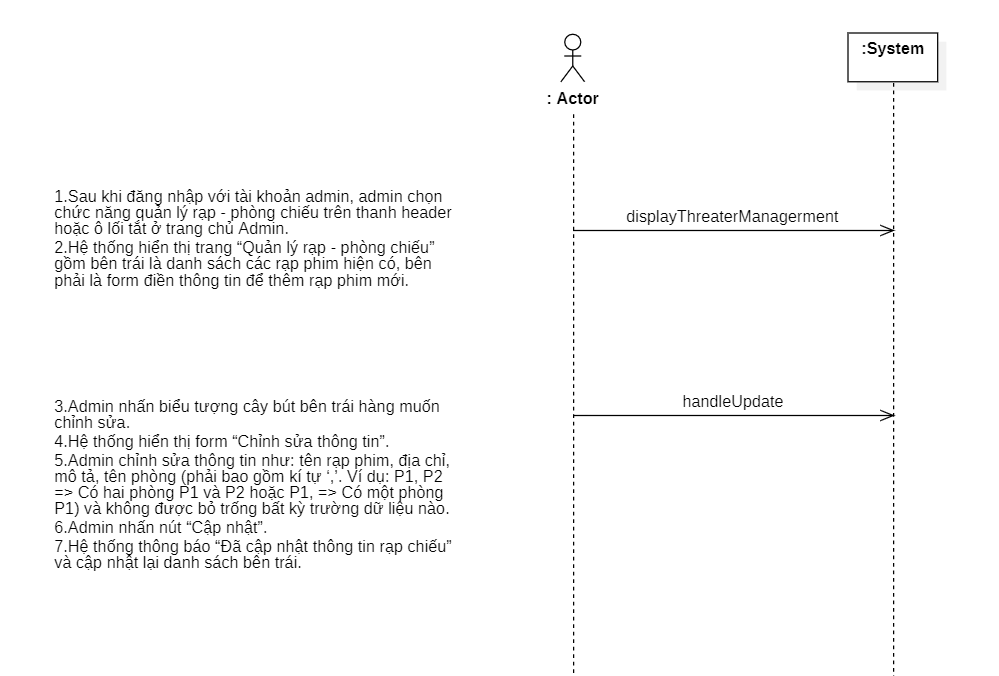 :System
: Actor
1.Sau khi đăng nhập với tài khoản admin, admin chọn
chức năng quản lý rạp - phòng chiếu trên thanh header
hoặc ô lối tắt ở trang chủ Admin.
2.Hệ thống hiển thị trang “Quản lý rạp - phòng chiếu”
gồm bên trái là danh sách các rạp phim hiện có, bên
phải là form điền thông tin để thêm rạp phim mới.
displayThreaterManagerment
3.Admin nhấn biểu tượng cây bút bên trái hàng muốn
chỉnh sửa.
4.Hệ thống hiển thị form “Chỉnh sửa thông tin”.
5.Admin chỉnh sửa thông tin như: tên rạp phim, địa chỉ,
mô tả, tên phòng (phải bao gồm kí tự ‘,’. Ví dụ: P1, P2
=> Có hai phòng P1 và P2 hoặc P1, => Có một phòng
P1) và không được bỏ trống bất kỳ trường dữ liệu nào.
6.Admin nhấn nút “Cập nhật”.
7.Hệ thống thông báo “Đã cập nhật thông tin rạp chiếu”
và cập nhật lại danh sách bên trái.
handleUpdate